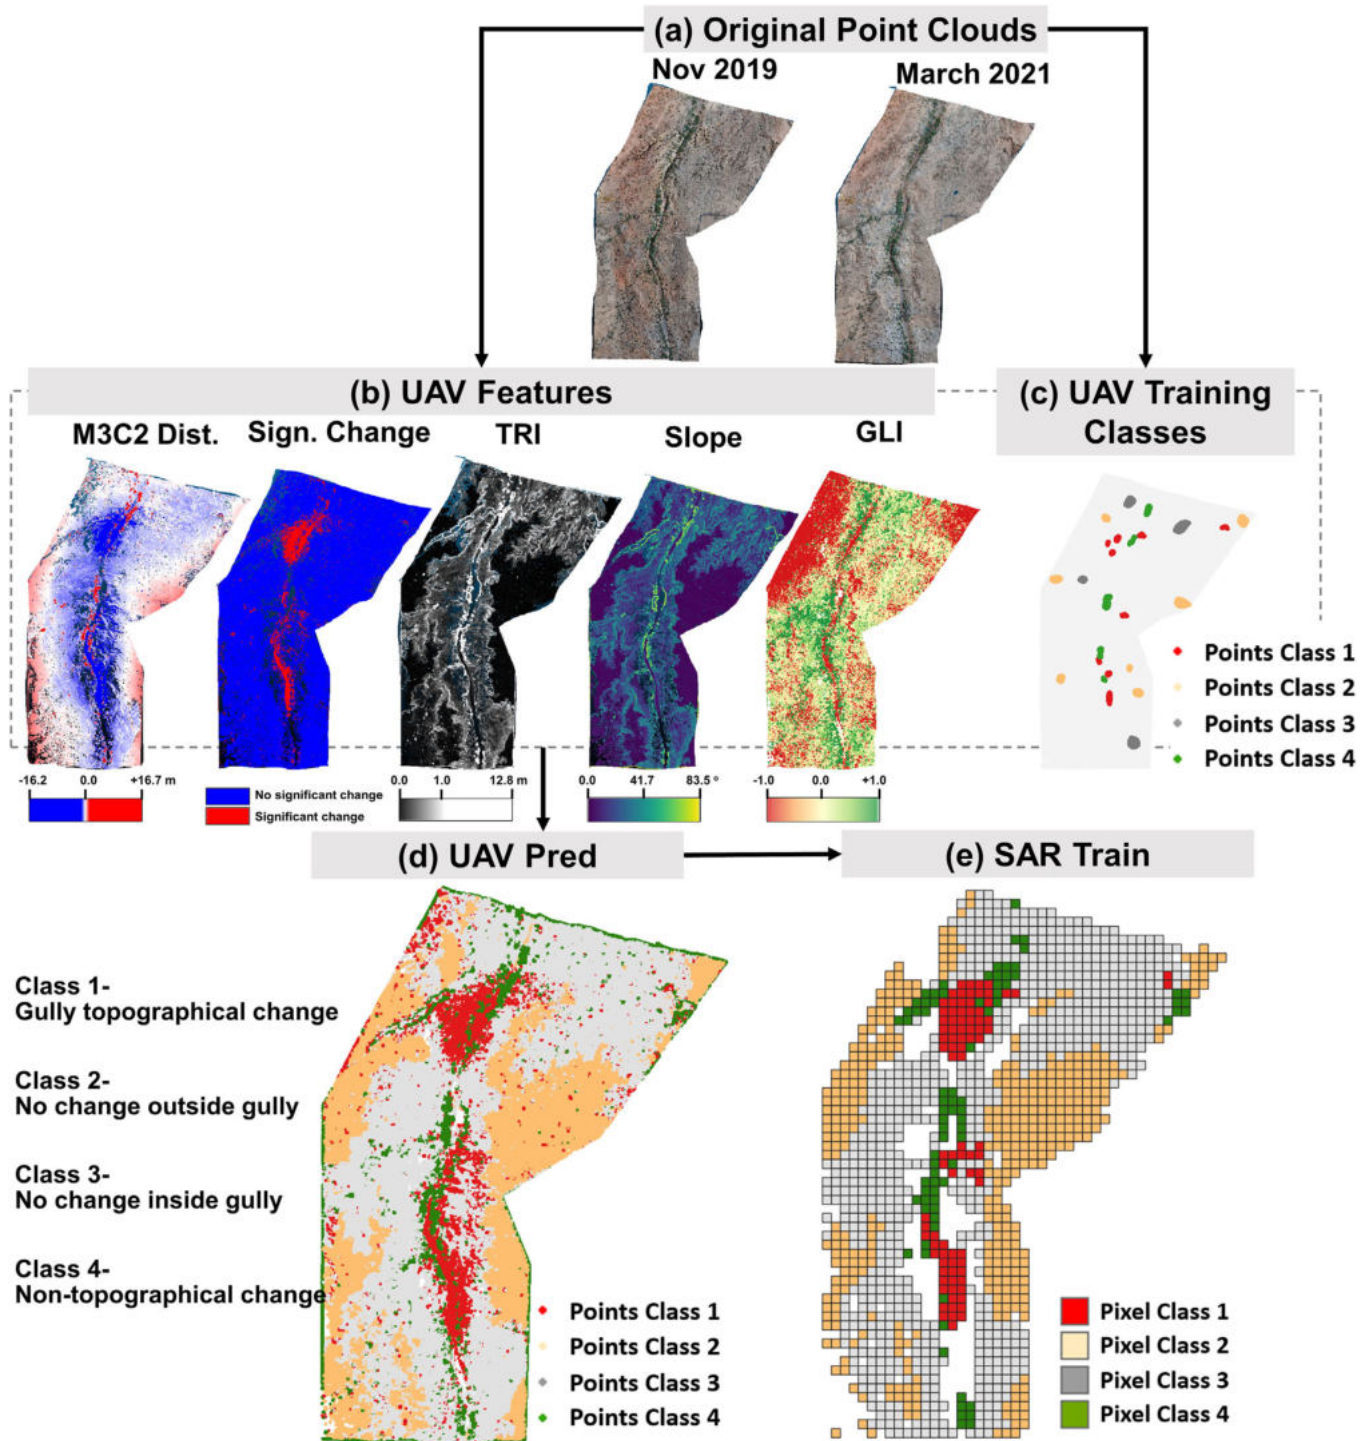 (a) Original Point Clouds
Nov 2019
March 2021
(b) UAV Features
(c) UAV Training
Classes
M3C2 Dist.
Sign. Change
TRI
Slope
GLI
Points Class 1
Points Class 2
Points Class 3
Points Class 4
-16.2 0.0 +16.7 m
No significant change
Significant change
0.0 1.0 12.8 m
0.0 41.7 83.5 °
-1.0 0.0 +1.0
(d) UAV Pred
(e) SAR Train
Class 1-
Gully topographical change
Class 2-
No change outside gully
Class 3-
No change inside gully
Class 4-
Non-topographical change
Points Class 1
Points Class 2
Points Class 3
Points Class 4
Pixel Class 1
Pixel Class 2
Pixel Class 3
Pixel Class 4